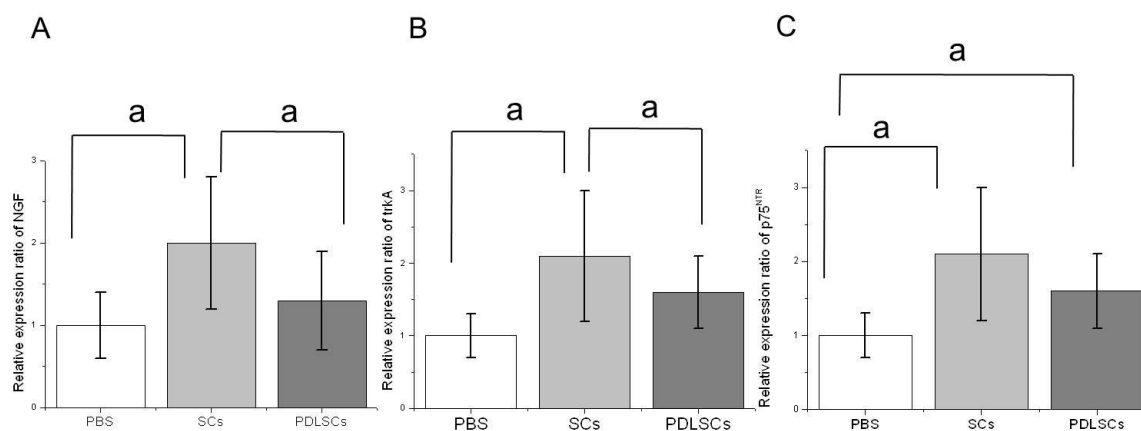 A
B
C
a
a
a
a
a
a
Relative expression ratio of NGF
3
2
1
0
PBS
SCs
PDLSCs
Relative expression ratio of trkA
3
2
1
0
PBS
SCs
PDLSCs
Relative expression ratio of p75NTR
3
2
1
0
PBS
SCs
PDLSCs